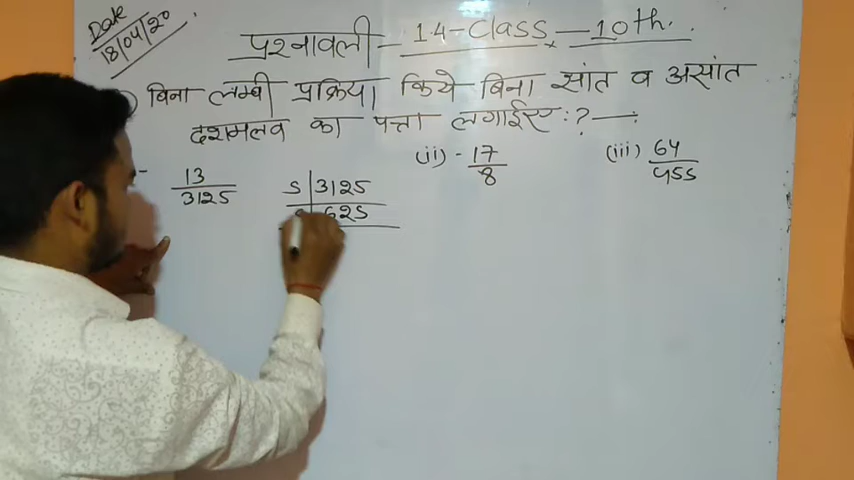 Date
18/04/20
प्रश्नावली - 1.4 - Class - 10th.
बिना लम्बी प्रक्रिया किये बिना सांत व असांत
दशमलव का पत्ता लगाईए :? —:
13/3125
5 | 3125
625
(ii) - 17/8
(iii) 64/455